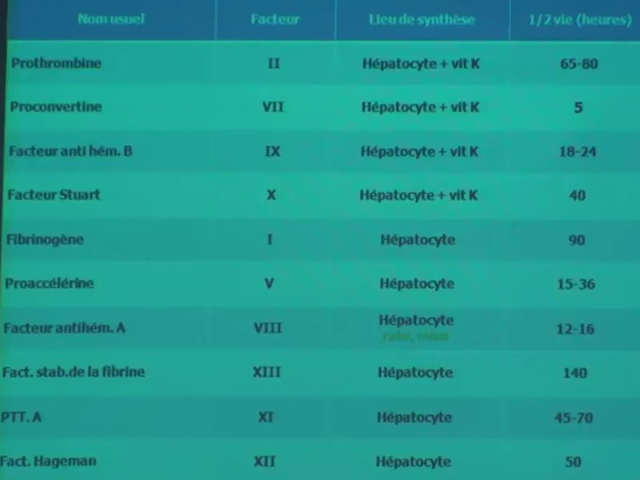 Nom usuel Facteur Lieu de synthèse 1/2 vie (heures)
Prothrombine II Hépatocyte + vit K 65-80
Proconvertine VII Hépatocyte + vit K 5
Facteur anti hém. B IX Hépatocyte + vit K 18-24
Facteur Stuart X Hépatocyte + vit K 40
Fibrinogène I Hépatocyte 90
Proaccélérine V Hépatocyte 15-36
Facteur antihém. A VIII Hépatocyte 12-16
Fact. stab.de la fibrine XIII Hépatocyte 140
PTT. A XI Hépatocyte 45-70
Fact. Hageman XII Hépatocyte 50